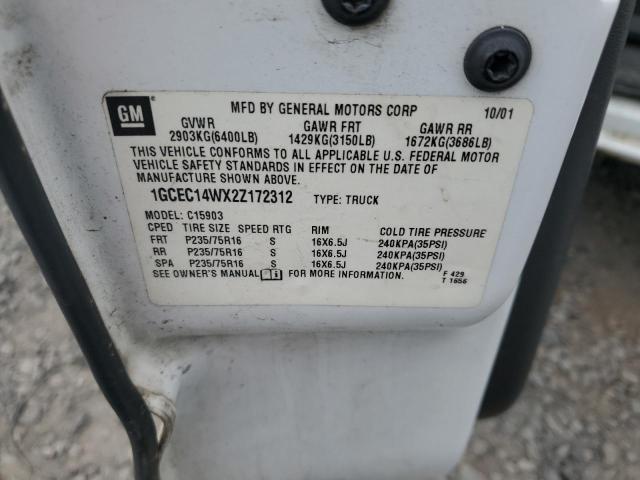 GM
MFD BY GENERAL MOTORS CORP 10/01
GVWR GAWR FRT GAWR RR
2903KG(6400LB) 1429KG(3150LB) 1672KG(3686LB)
THIS VEHICLE CONFORMS TO ALL APPLICABLE U.S. FEDERAL MOTOR
VEHICLE SAFETY STANDARDS IN EFFECT ON THE DATE OF
MANUFACTURE SHOWN ABOVE.
1GCEC14WX2Z172312 TYPE: TRUCK
MODEL: C15903
CPED TIRE SIZE SPEED RTG RIM COLD TIRE PRESSURE
FRT P235/75R16 S 16X6.5J 240KPA(35PSI)
RR P235/75R16 S 16X6.5J 240KPA(35PSI)
SPA P235/75R16 S 16X6.5J 240KPA(35PSI)
SEE OWNER'S MANUAL FOR MORE INFORMATION.
F 429
T 1656